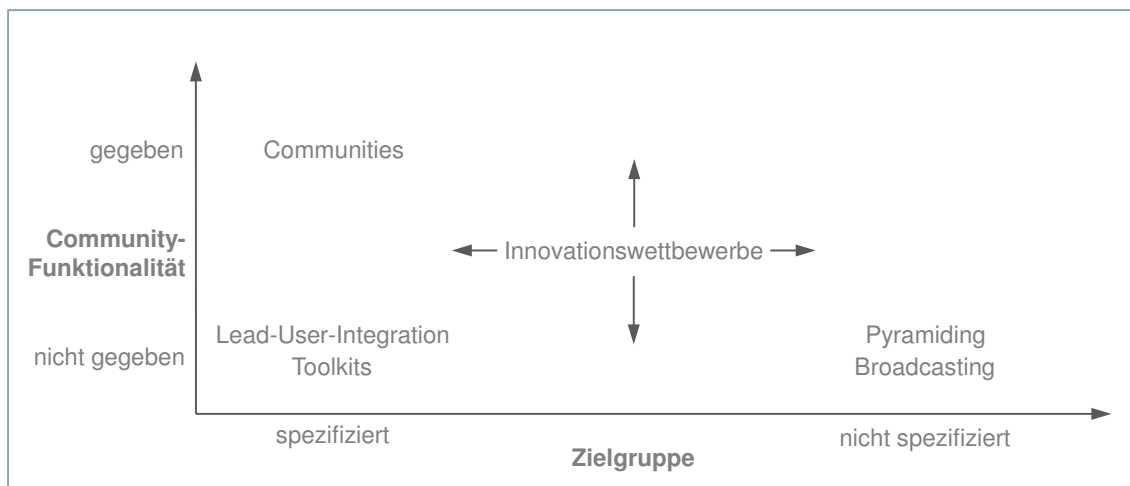 gegeben
Communities
Community-
Funktionalität
Innovationswettbewerbe
nicht gegeben
Lead-User-Integration
Toolkits
Pyramiding
Broadcasting
spezifiziert
nicht spezifiziert
Zielgruppe